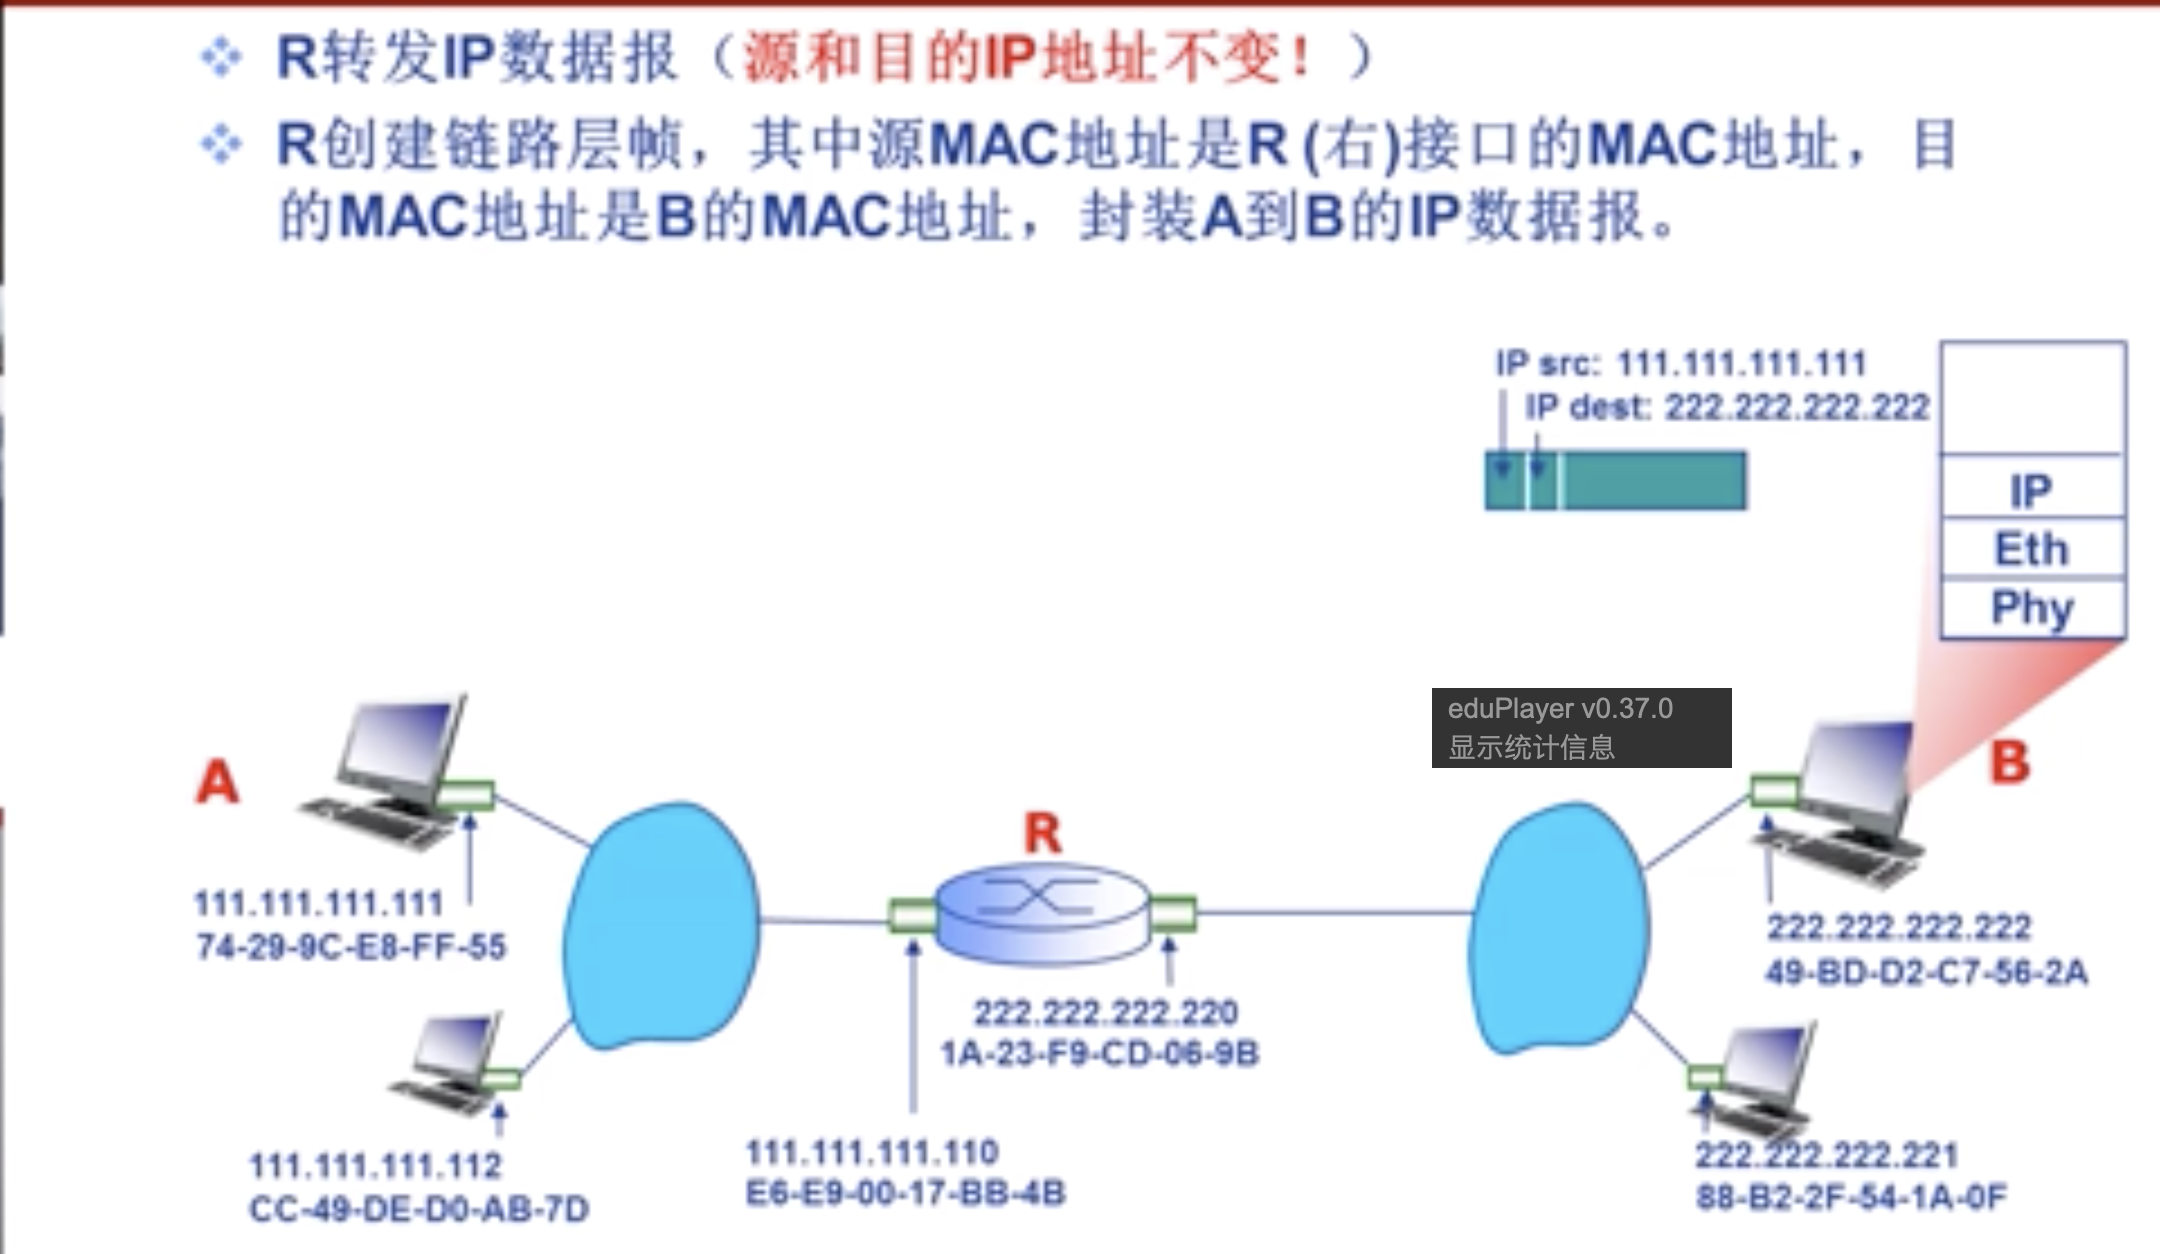 R转发IP数据报（源和目的IP地址不变！）
R创建链路层帧，其中源MAC地址是R (右)接口的MAC地址，目
的MAC地址是B的MAC地址，封装A到B的IP数据报。
IP src: 111.111.111.111
IP dest: 222.222.222.222
IP
Eth
Phy
eduPlayer v0.37.0
显示统计信息
A
R
B
111.111.111.111
74-29-9C-E8-FF-55
222.222.222.222
49-BD-D2-C7-56-2A
222.222.222.220
1A-23-F9-CD-06-9B
111.111.111.112
CC-49-DE-D0-AB-7D
111.111.111.110
E6-E9-00-17-BB-4B
222.222.222.221
88-B2-2F-54-1A-0F